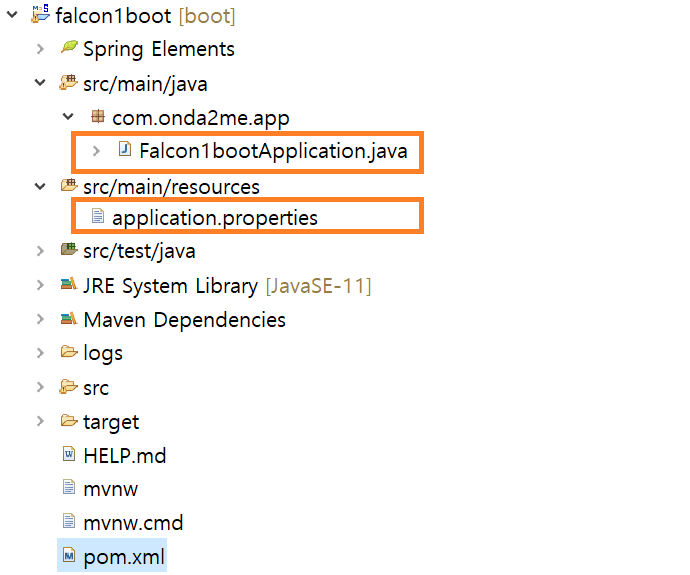 falcon1boot [boot]
Spring Elements
src/main/java
com.onda2me.app
Falcon1bootApplication.java
src/main/resources
application.properties
src/test/java
JRE System Library [JavaSE-11]
Maven Dependencies
logs
src
target
HELP.md
mvnw
mvnw.cmd
pom.xml